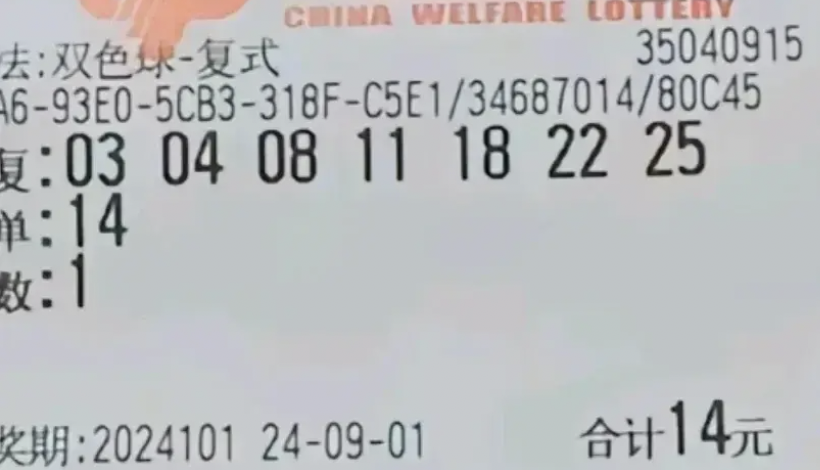 CHINA WELFARE LOTTERY
法:双色球-复式 35040915
A6-93E0-5CB3-318F-C5E1/34687014/80C45
复:03 04 08 11 18 22 25
单:14
数:1
奖期:2024101 24-09-01 合计14元